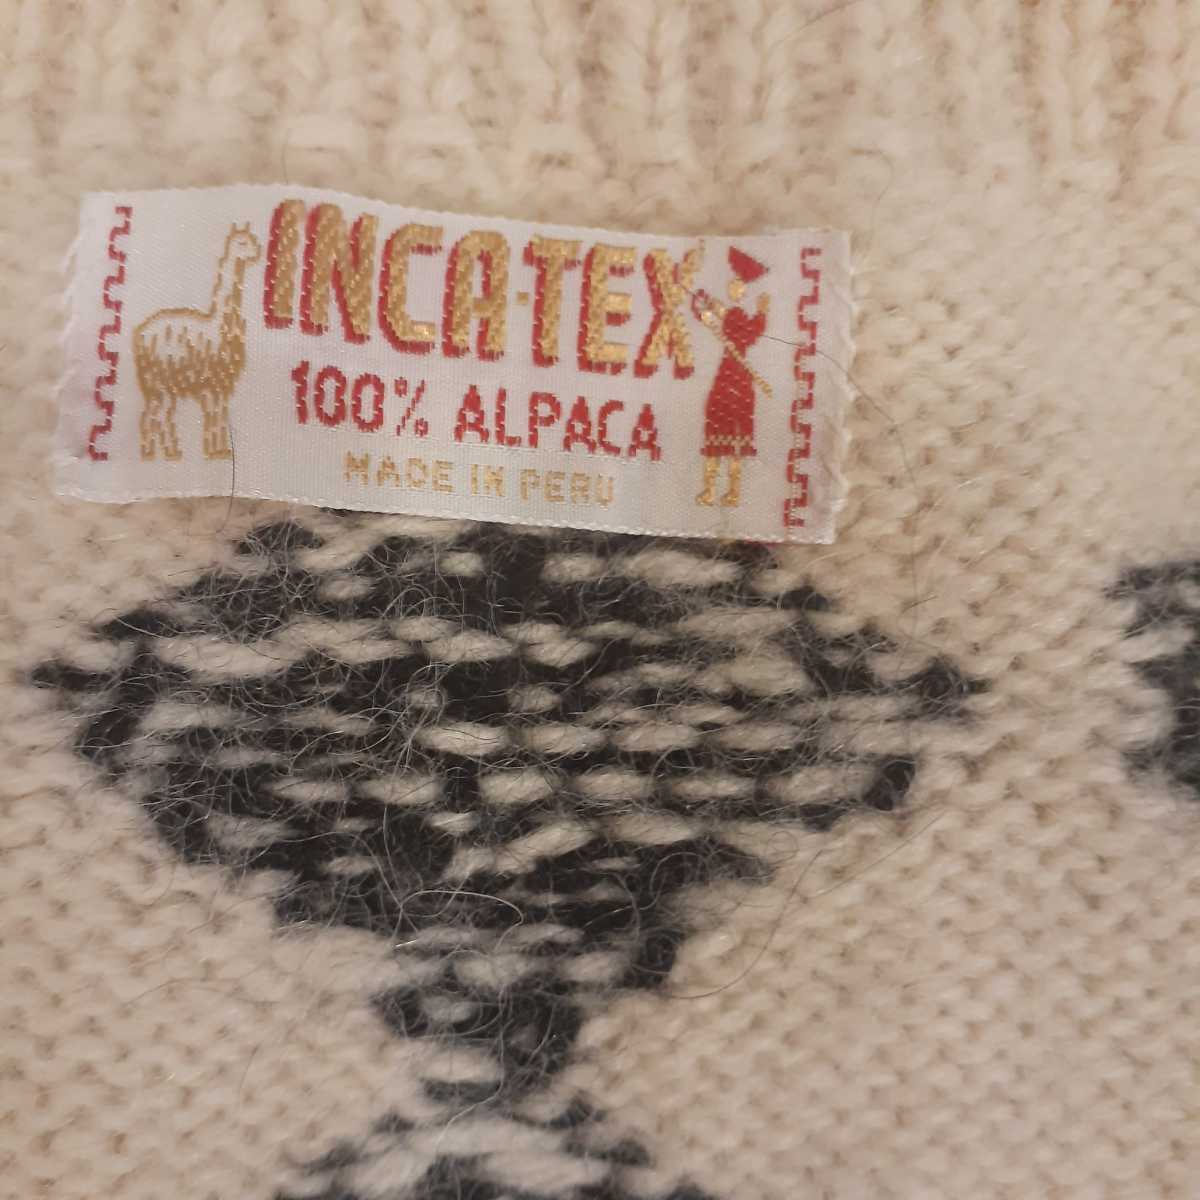 INCA-TEX
100% ALPACA
MADE IN PERU